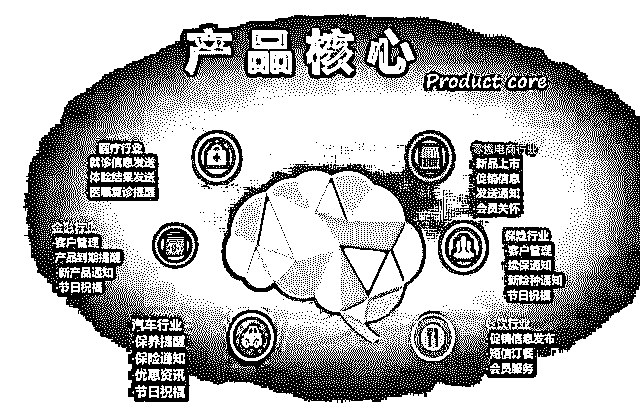 产品核心
Product core
医疗行业
就诊信息发送
体检结果发送
医嘱复诊提醒
零售电商行业
新品上市
促销信息
发送通知
会员关怀
金融行业
客户管理
产品到期提醒
新产品通知
节日祝福
保险行业
客户管理
续保通知
新险种通知
节日祝福
汽车行业
保养提醒
保险通知
优惠资讯
节日祝福
餐饮行业
促销信息发布
短信订餐
会员服务